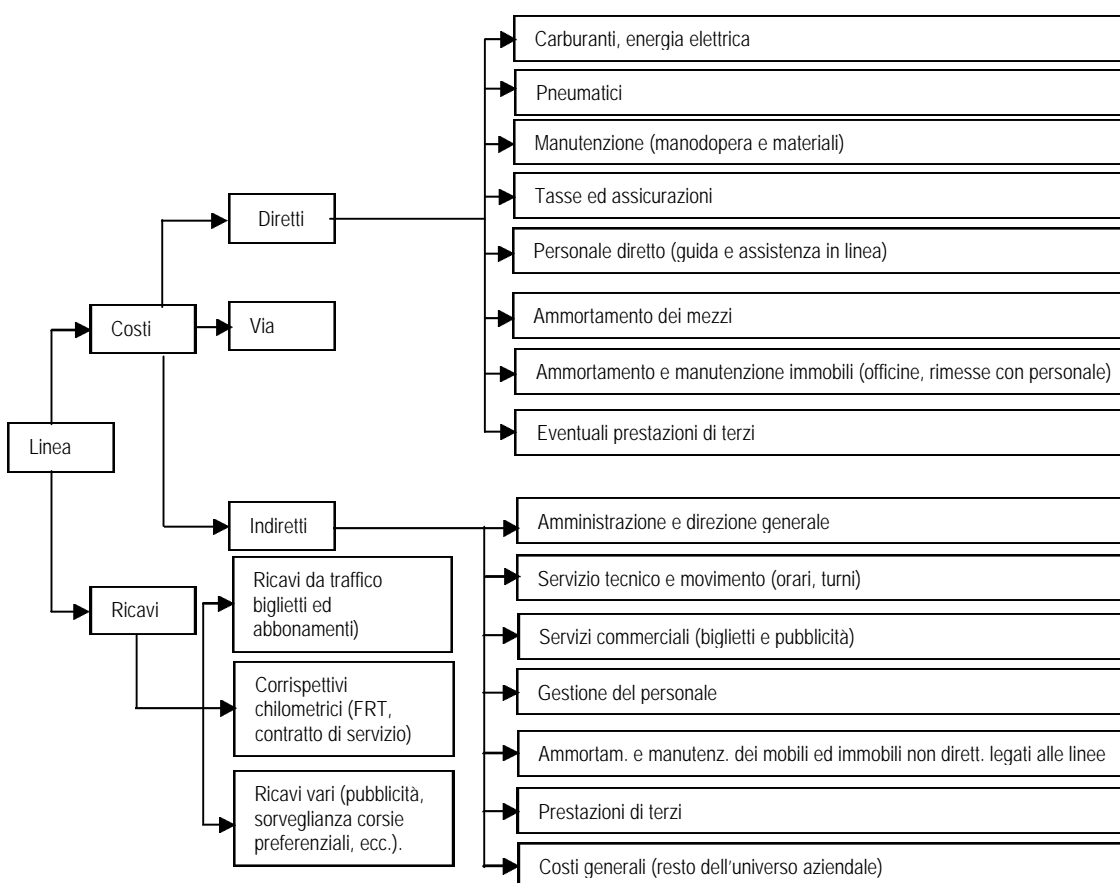 Carburanti, energia elettrica
Pneumatici
Manutenzione (manodopera e materiali)
Tasse ed assicurazioni
Diretti
Personale diretto (guida e assistenza in linea)
Costi
Via
Ammortamento dei mezzi
Ammortamento e manutenzione immobili (officine, rimesse con personale)
Linea
Eventuali prestazioni di terzi
Indiretti
Amministrazione e direzione generale
Ricavi
Ricavi da traffico
biglietti ed
abbonamenti)
Servizio tecnico e movimento (orari, turni)
Servizi commerciali (biglietti e pubblicità)
Corrispettivi
chilometrici (FRT,
contratto di servizio)
Gestione del personale
Ammortam. e manutenz. dei mobili ed immobili non dirett. legati alle linee
Ricavi vari (pubblicità,
sorveglianza corsie
preferenziali, ecc.).
Prestazioni di terzi
Costi generali (resto dell'universo aziendale)